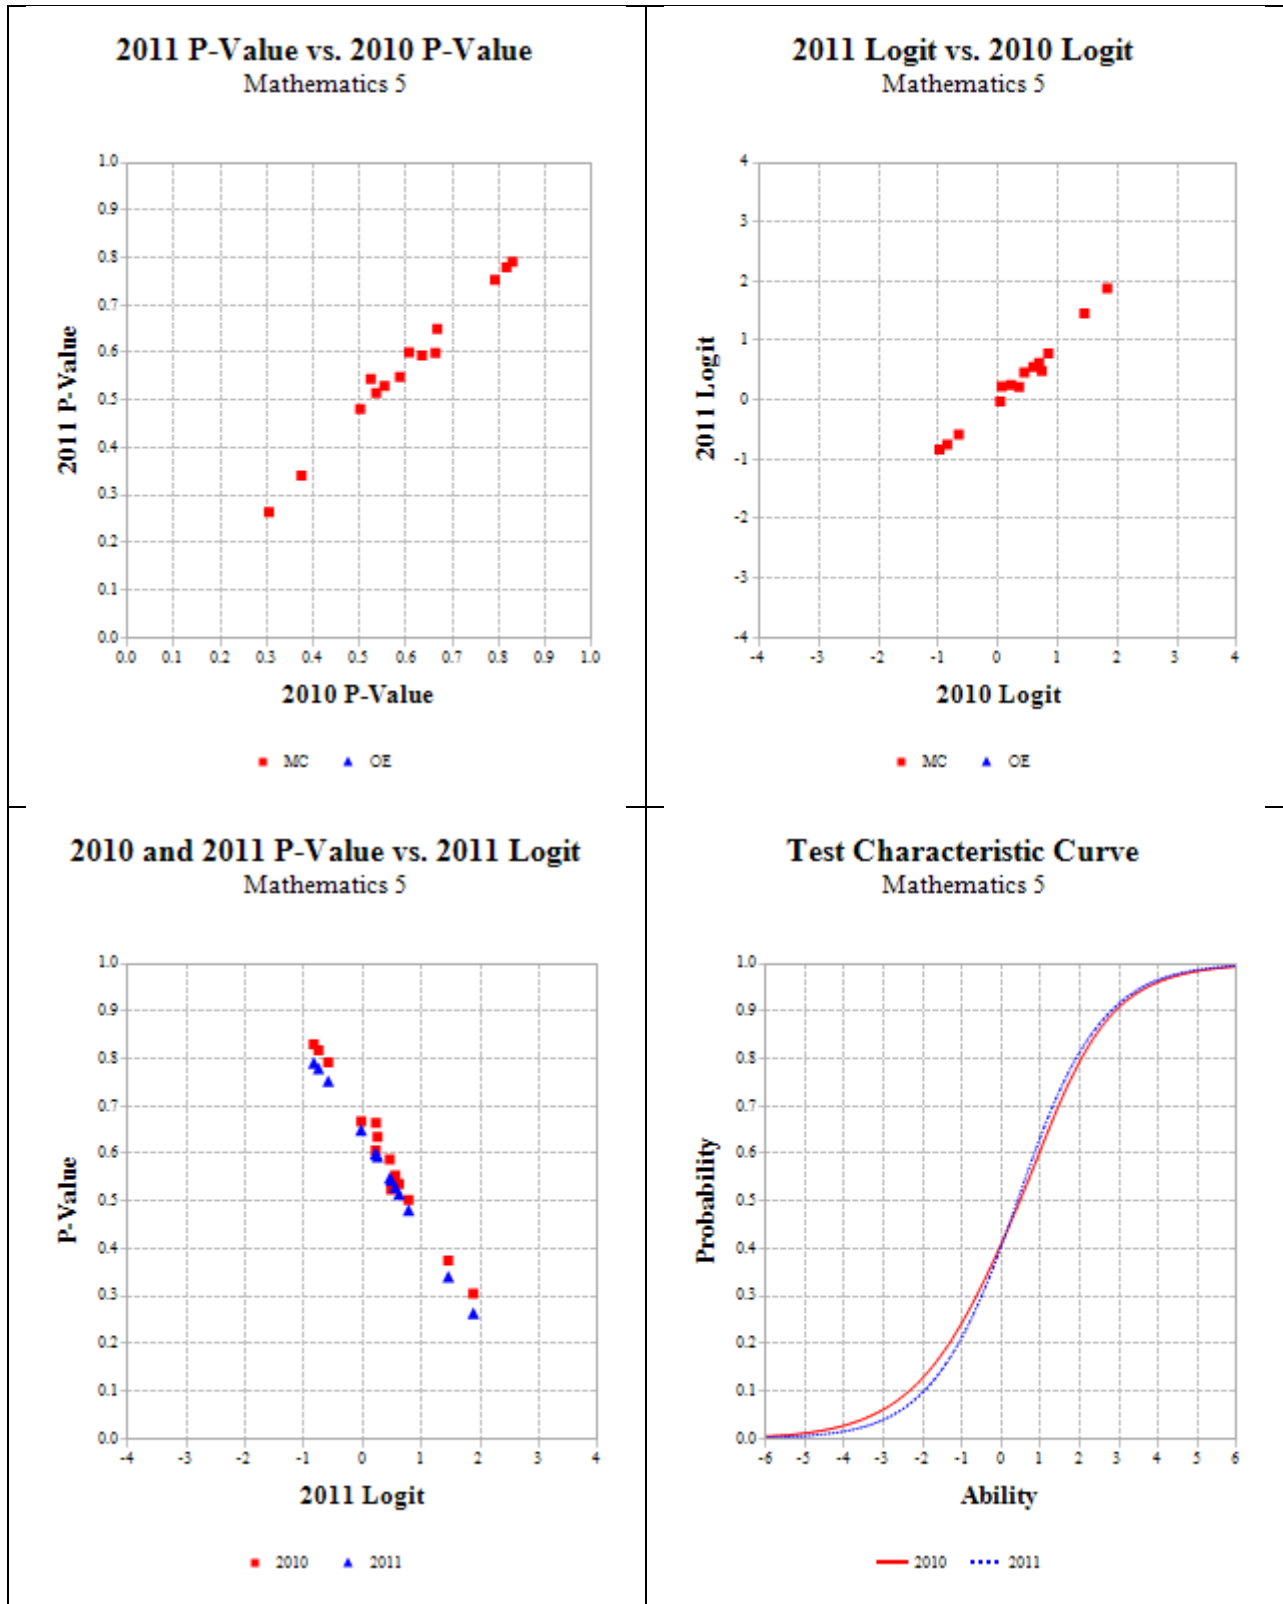 2011 P-Value vs. 2010 P-Value
Mathematics 5
1.0
0.9
0.8
0.7
0.6
0.5
0.4
0.3
0.2
0.1
0.0
2011 P-Value
0.0 0.1 0.2 0.3 0.4 0.5 0.6 0.7 0.8 0.9 1.0
2010 P-Value
MC OE
2011 Logit vs. 2010 Logit
Mathematics 5
4
3
2
1
0
-1
-2
-3
-4
2011 Logit
-4 -3 -2 -1 0 1 2 3 4
2010 Logit
MC OE
2010 and 2011 P-Value vs. 2011 Logit
Mathematics 5
1.0
0.9
0.8
0.7
0.6
0.5
0.4
0.3
0.2
0.1
0.0
P-Value
-4 -3 -2 -1 0 1 2 3 4
2011 Logit
2010 2011
Test Characteristic Curve
Mathematics 5
1.0
0.9
0.8
0.7
0.6
0.5
0.4
0.3
0.2
0.1
0.0
Probability
-6 -5 -4 -3 -2 -1 0 1 2 3 4 5 6
Ability
2010 2011